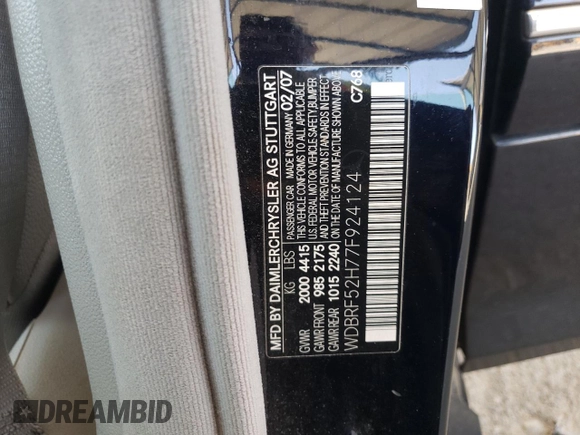 MFD BY DAIMLERCHRYSLER AG STUTTGART
PASSENGER CAR MADE IN GERMANY 02/07
KG LBS
GVWR 2000 4415
GAWR FRONT 985 2175
GAWR REAR 1015 2240
THIS VEHICLE CONFORMS TO ALL APPLICABLE
U.S. FEDERAL MOTOR VEHICLE SAFETY, BUMPER
AND THEFT PREVENTION STANDARDS IN EFFECT
ON THE DATE OF MANUFACTURE SHOWN ABOVE
WDBRF52H77F924124
C768
DREAMBID